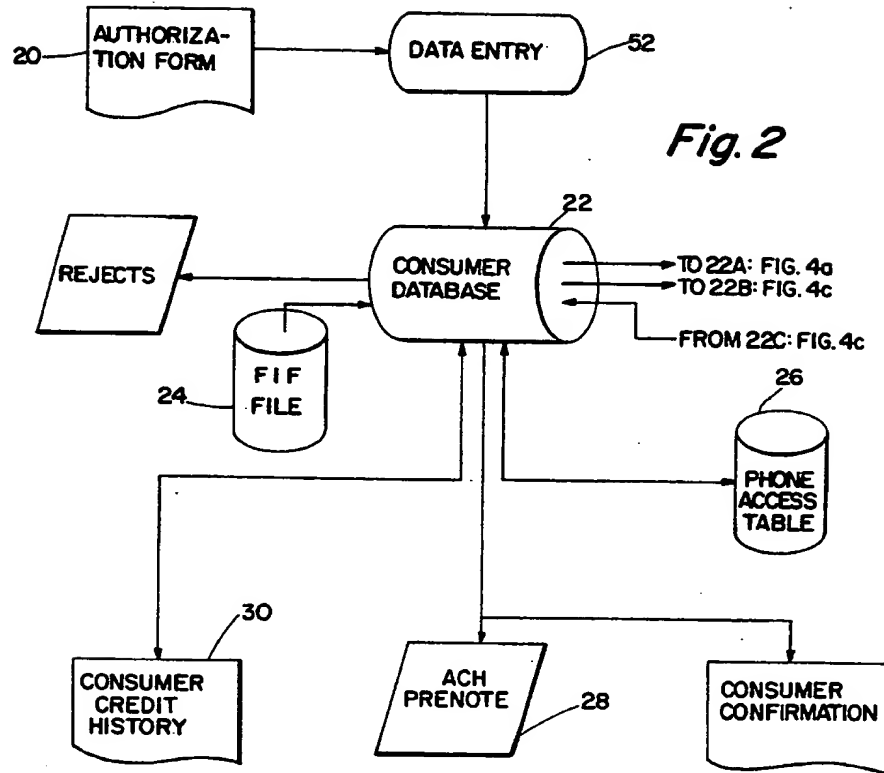 AUTHORIZA-
TION FORM
20
DATA ENTRY
52
Fig. 2
22
REJECTS
CONSUMER
DATABASE
TO 22A: FIG. 4a
TO 22B: FIG. 4c
FROM 22C: FIG. 4c
FIF
FILE
24
26
PHONE
ACCESS
TABLE
30
CONSUMER
CREDIT
HISTORY
ACH
PRENOTE
28
CONSUMER
CONFIRMATION